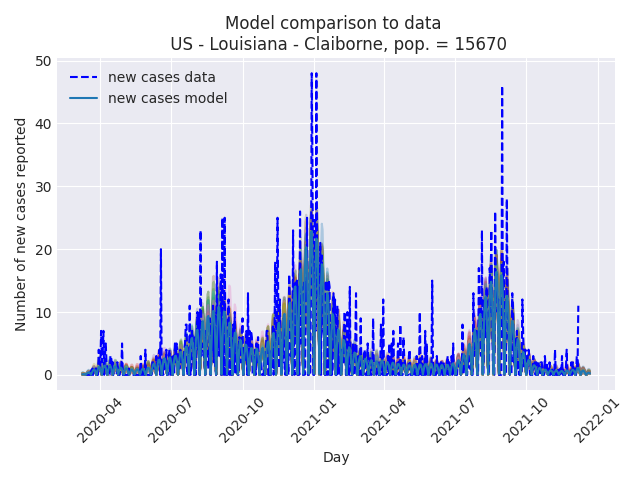 Model comparison to data
US - Louisiana - Claiborne, pop. = 15670
new cases data
new cases model
Number of new cases reported
50
40
30
20
10
0
2020-04
2020-07
2020-10
2021-01
2021-04
2021-07
2021-10
2022-01
Day